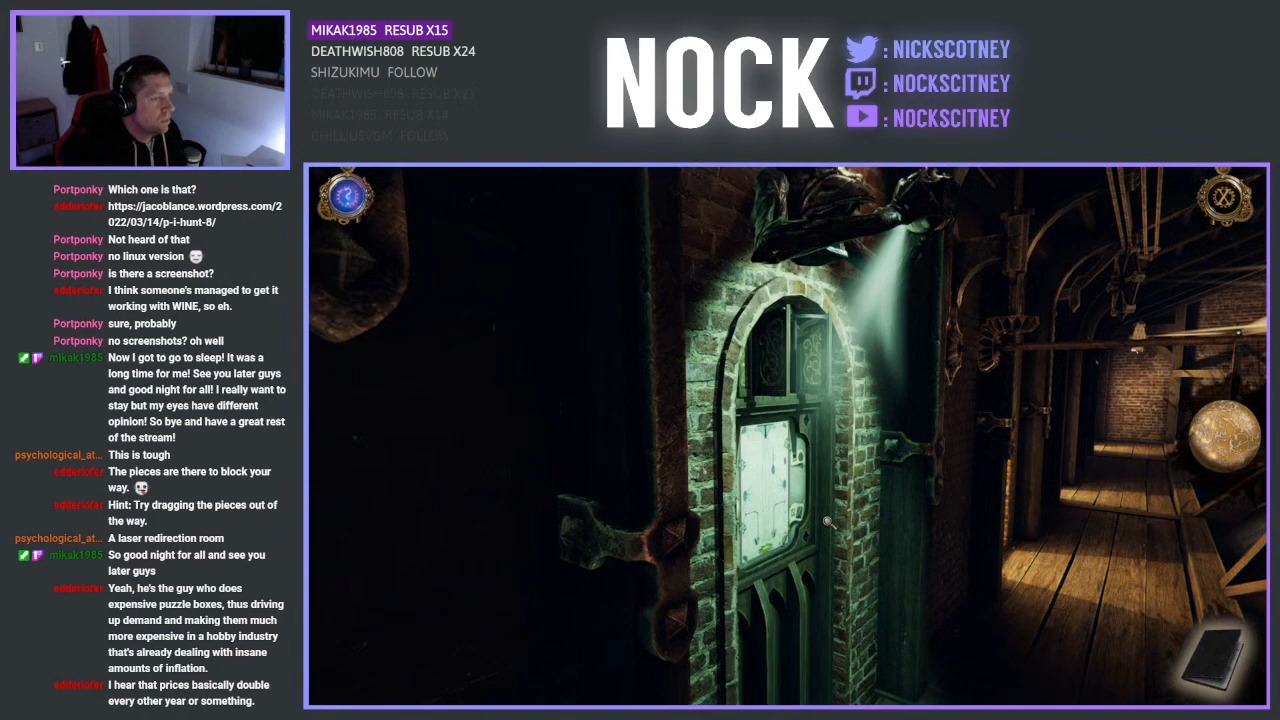 MIKAK1985 RESUB X15
DEATHWISH808 RESUB X24
SHIZUKIMU FOLLOW
DEATHWISH808 RESUB X23
MIKAK1985 RESUB X14
CHILLIUSVGM FOLLOW
NOCK
: NICKSCOTNEY
: NOCKSCITNEY
: NOCKSCITNEY
Portponky Which one is that?
edderiofer https://jacoblance.wordpress.com/2
022/03/14/p-i-hunt-8/
Portponky Not heard of that
Portponky no linux version
Portponky is there a screenshot?
edderiofer I think someone's managed to get it
working with WINE, so eh.
Portponky sure, probably
Portponky no screenshots? oh well
mikak1985 Now I got to go to sleep! It was a
long time for me! See you later guys
and good night for all! I really want to
stay but my eyes have different
opinion! So bye and have a great rest
of the stream!
psychological_at... This is tough
edderiofer The pieces are there to block your
way.
edderiofer Hint: Try dragging the pieces out of
the way.
psychological_at... A laser redirection room
mikak1985 So good night for all and see you
later guys
edderiofer Yeah, he's the guy who does
expensive puzzle boxes, thus driving
up demand and making them much
more expensive in a hobby industry
that's already dealing with insane
amounts of inflation.
edderiofer I hear that prices basically double
every other year or something.